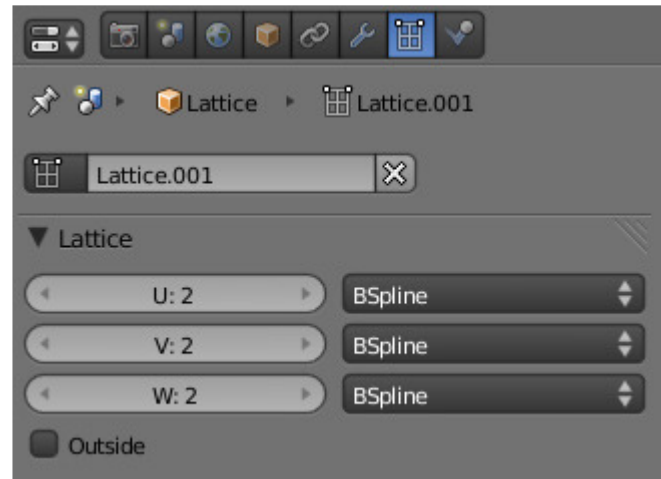 Lattice Lattice.001
Lattice.001
Lattice
U: 2 BSpline
V: 2 BSpline
W: 2 BSpline
Outside